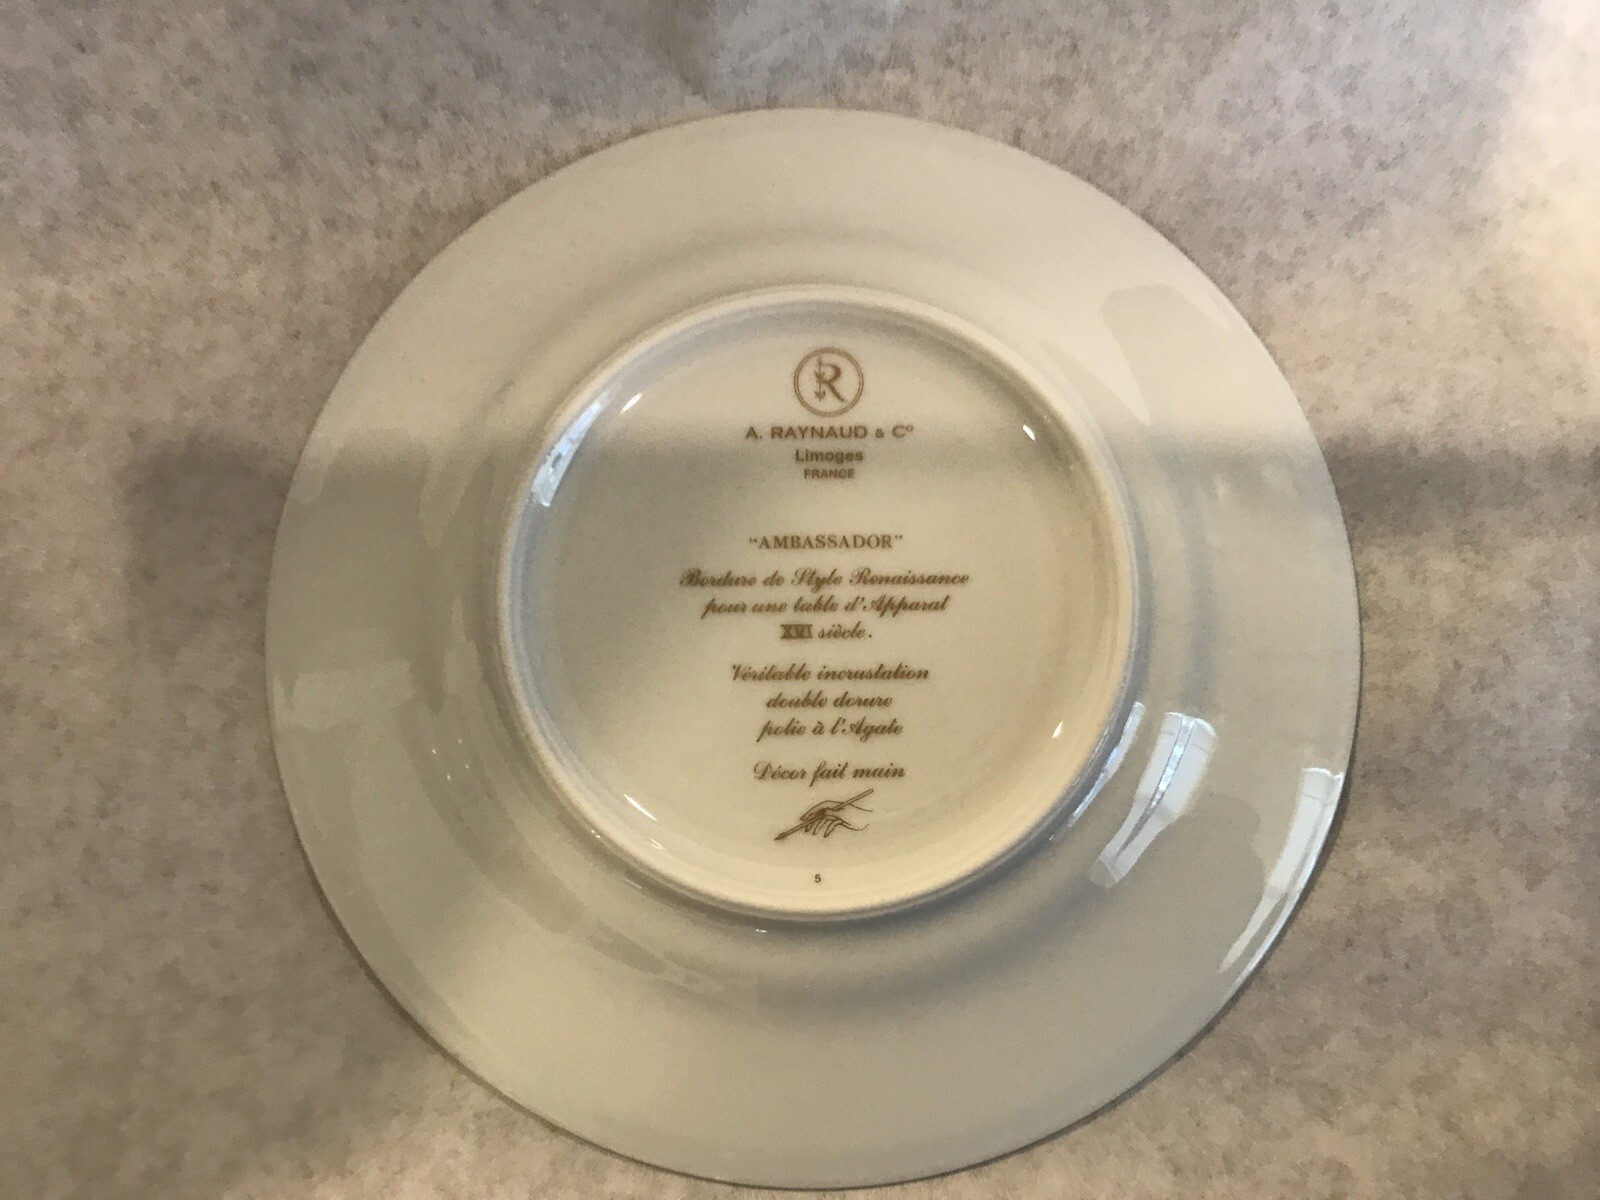 R
A. RAYNAUD & Cº
Limoges
FRANCE
"AMBASSADOR"
Bordure de Style Renaissance
pour une table d'Apparat
XVI siècle.
Véritable incrustation
double dorure
polie à l'Agate
Décor fait main
5